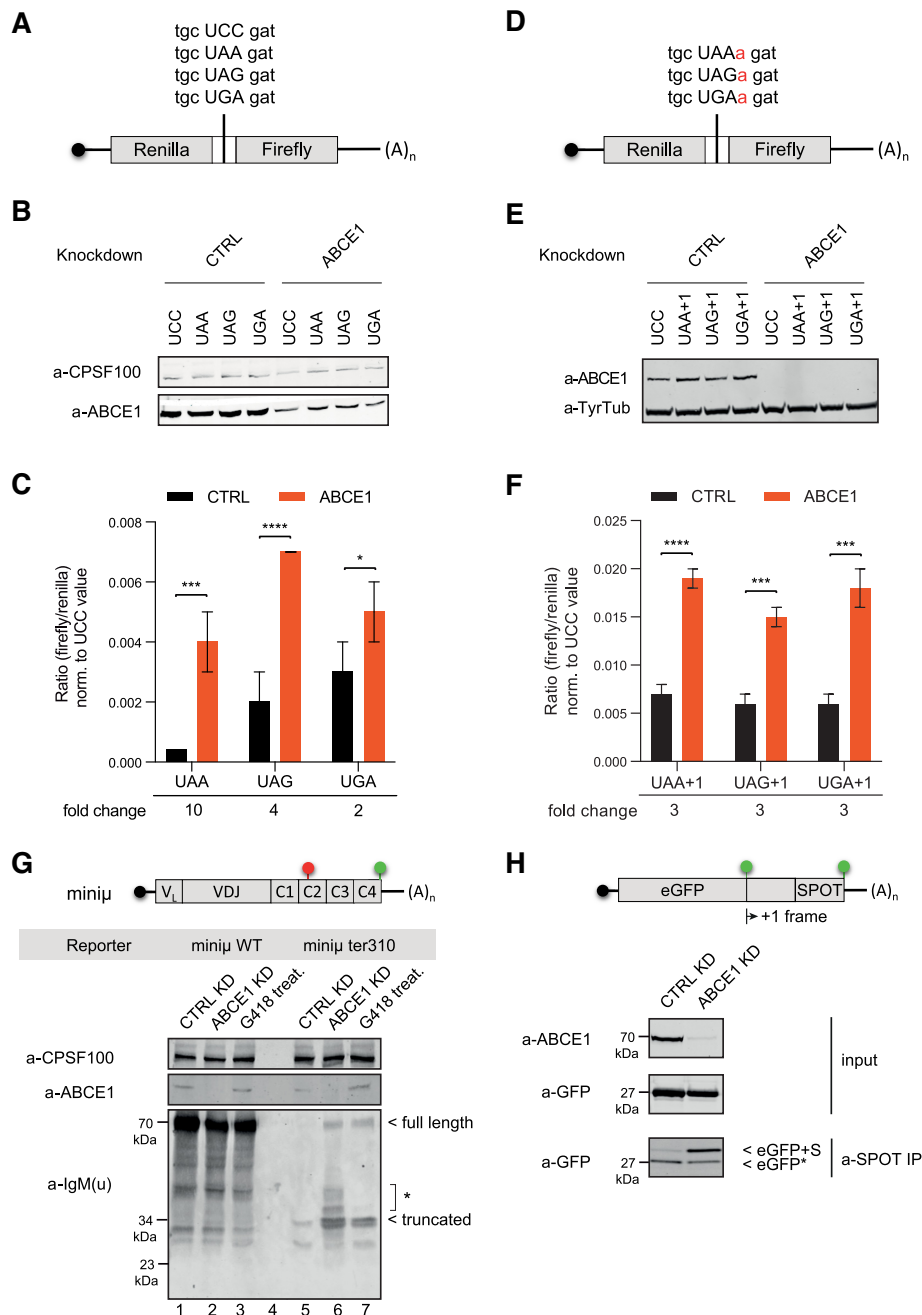 A
tgc UCC gat
tgc UAA gat
tgc UAG gat
tgc UGA gat
Renilla Firefly (A)n
B
Knockdown CTRL ABCE1
UCC UAA UAG UGA UCC UAA UAG UGA
a-CPSF100
a-ABCE1
C
CTRL ABCE1
Ratio (firefly/renilla)
norm. to UCC value
0.008
0.006
0.004
0.002
0.000
*** **** *
UAA UAG UGA
fold change 10 4 2
D
tgc UAAa gat
tgc UAGa gat
tgc UGAa gat
Renilla Firefly (A)n
E
Knockdown CTRL ABCE1
UCC UAA+1 UAG+1 UGA+1 UCC UAA+1 UAG+1 UGA+1
a-ABCE1
a-TyrTub
F
CTRL ABCE1
Ratio (firefly/renilla)
norm. to UCC value
0.025
0.020
0.015
0.010
0.005
0.000
**** *** ***
UAA+1 UAG+1 UGA+1
fold change 3 3 3
G
miniμ VL VDJ C1 C2 C3 C4 (A)n
Reporter miniμ WT miniμ ter310
CTRL KD ABCE1 KD G418 treat. CTRL KD ABCE1 KD G418 treat.
a-CPSF100
a-ABCE1
a-IgM(u)
70 kDa
34 kDa
23 kDa
< full length
*
< truncated
1 2 3 4 5 6 7
H
eGFP SPOT (A)n
+1 frame
CTRL KD ABCE1 KD
a-ABCE1 70 kDa
a-GFP 27 kDa
input
a-GFP 27 kDa
< eGFP+S
< eGFP*
a-SPOT IP